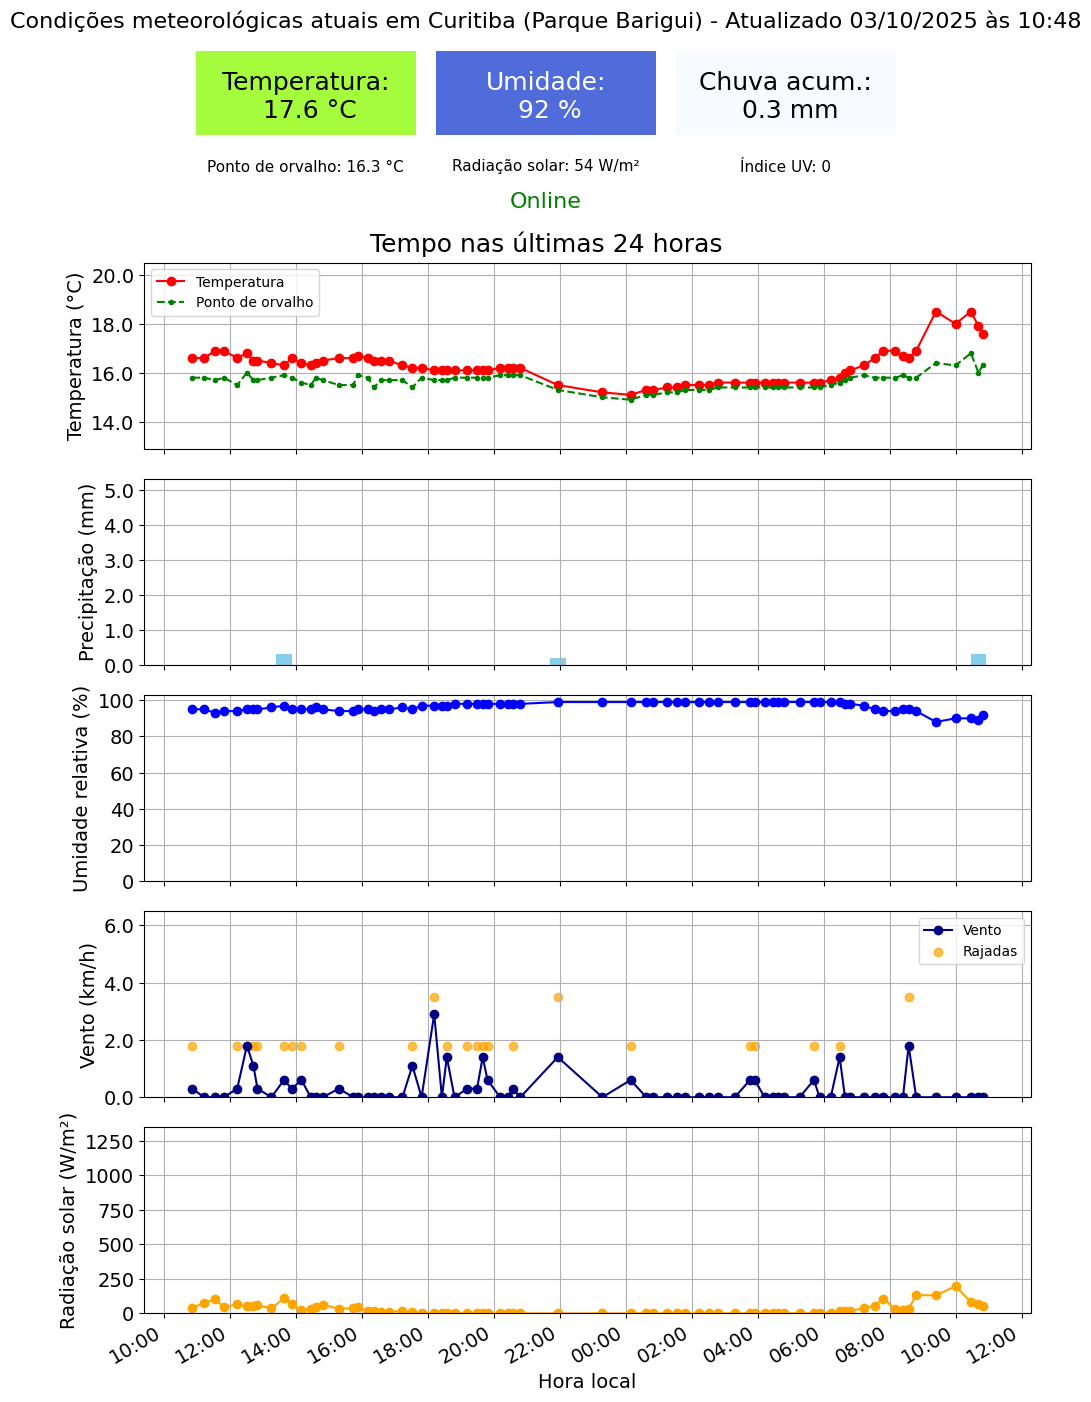 Condições meteorológicas atuais em Curitiba (Parque Barigui) - Atualizado 03/10/2025 às 10:48
Temperatura:
17.6 °C
Umidade:
92 %
Chuva acum.:
0.3 mm
Ponto de orvalho: 16.3 °C
Radiação solar: 54 W/m²
Índice UV: 0
Online
Tempo nas últimas 24 horas
Temperatura (°C)
20.0
18.0
16.0
14.0
Temperatura
Ponto de orvalho
Precipitação (mm)
5.0
4.0
3.0
2.0
1.0
0.0
Umidade relativa (%)
100
80
60
40
20
0
Vento (km/h)
6.0
4.0
2.0
0.0
Vento
Rajadas
Radiação solar (W/m²)
1250
1000
750
500
250
0
10:00
12:00
14:00
16:00
18:00
20:00
22:00
00:00
02:00
04:00
06:00
08:00
10:00
12:00
Hora local